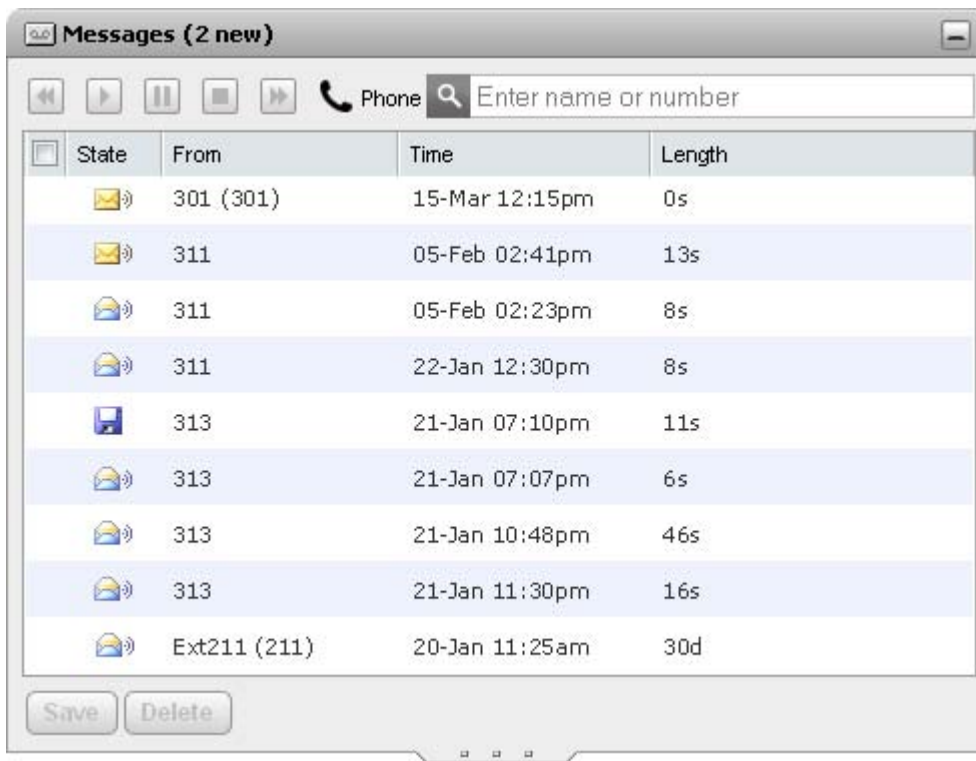 Messages (2 new)
Phone Enter name or number
State From Time Length
301 (301) 15-Mar 12:15pm 0s
311 05-Feb 02:41pm 13s
311 05-Feb 02:23pm 8s
311 22-Jan 12:30pm 8s
313 21-Jan 07:10pm 11s
313 21-Jan 07:07pm 6s
313 21-Jan 10:48pm 46s
313 21-Jan 11:30pm 16s
Ext211 (211) 20-Jan 11:25am 30d
Save Delete